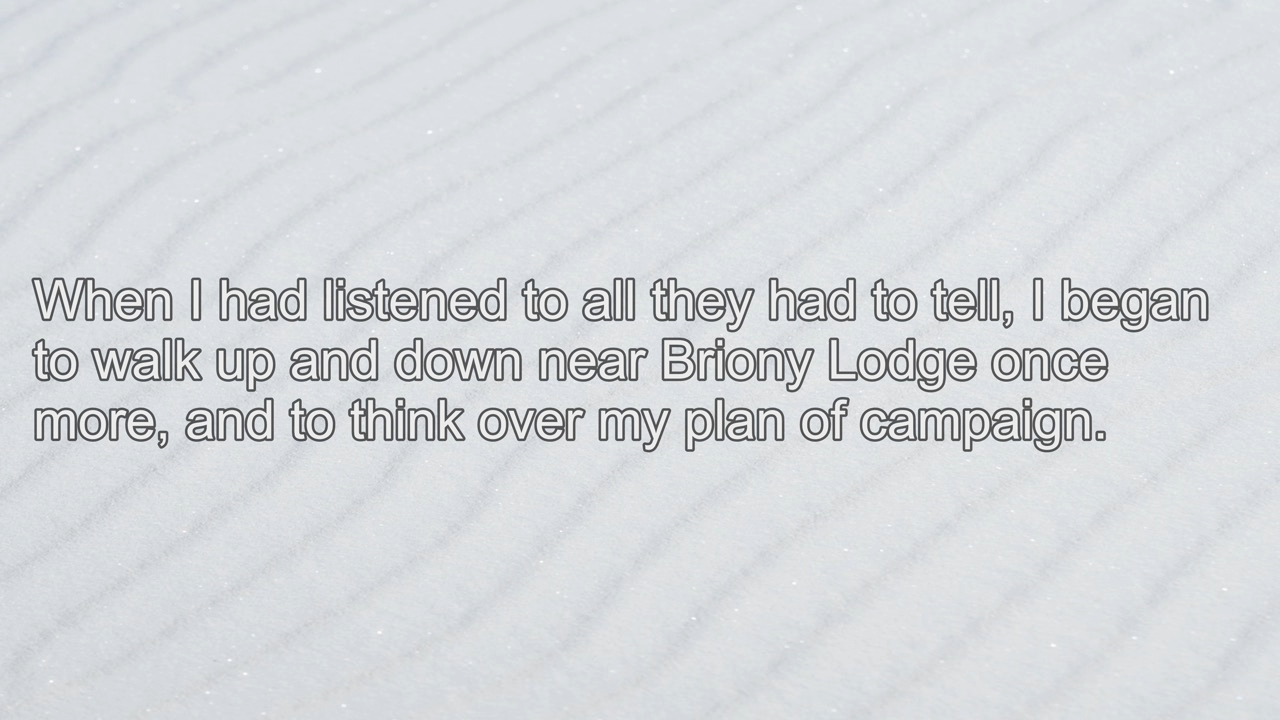 When I had listened to all they had to tell, I began
to walk up and down near Briony Lodge once
more, and to think over my plan of campaign.